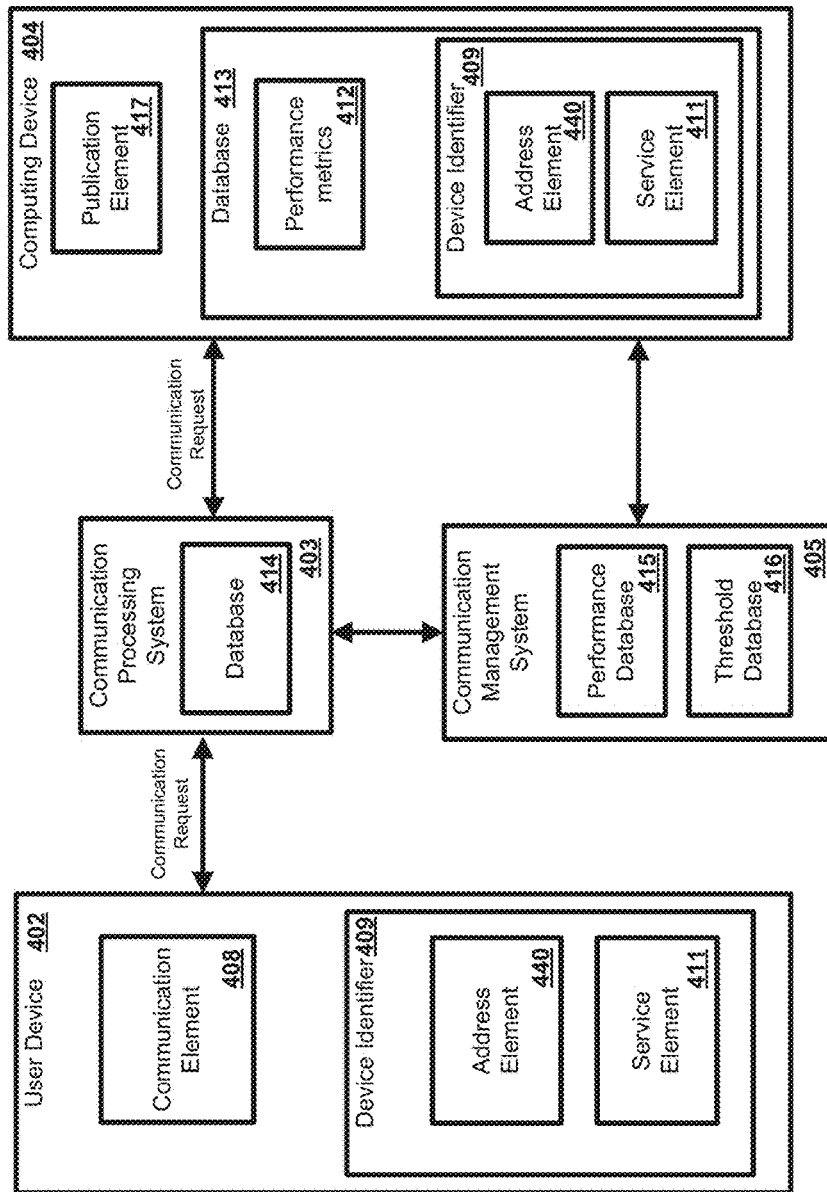 User Device 402
Communication
Element
408
Device Identifier 409
Address
Element
440
Service
Element
411
Communication
Request
Communication
Processing
System
Database
414
403
Communication
Management
System
Performance
Database
415
Threshold
Database
416
405
Communication
Request
Computing Device 404
Publication
Element
417
Database 413
Performance
metrics
412
Device Identifier 409
Address
Element
440
Service
Element
411